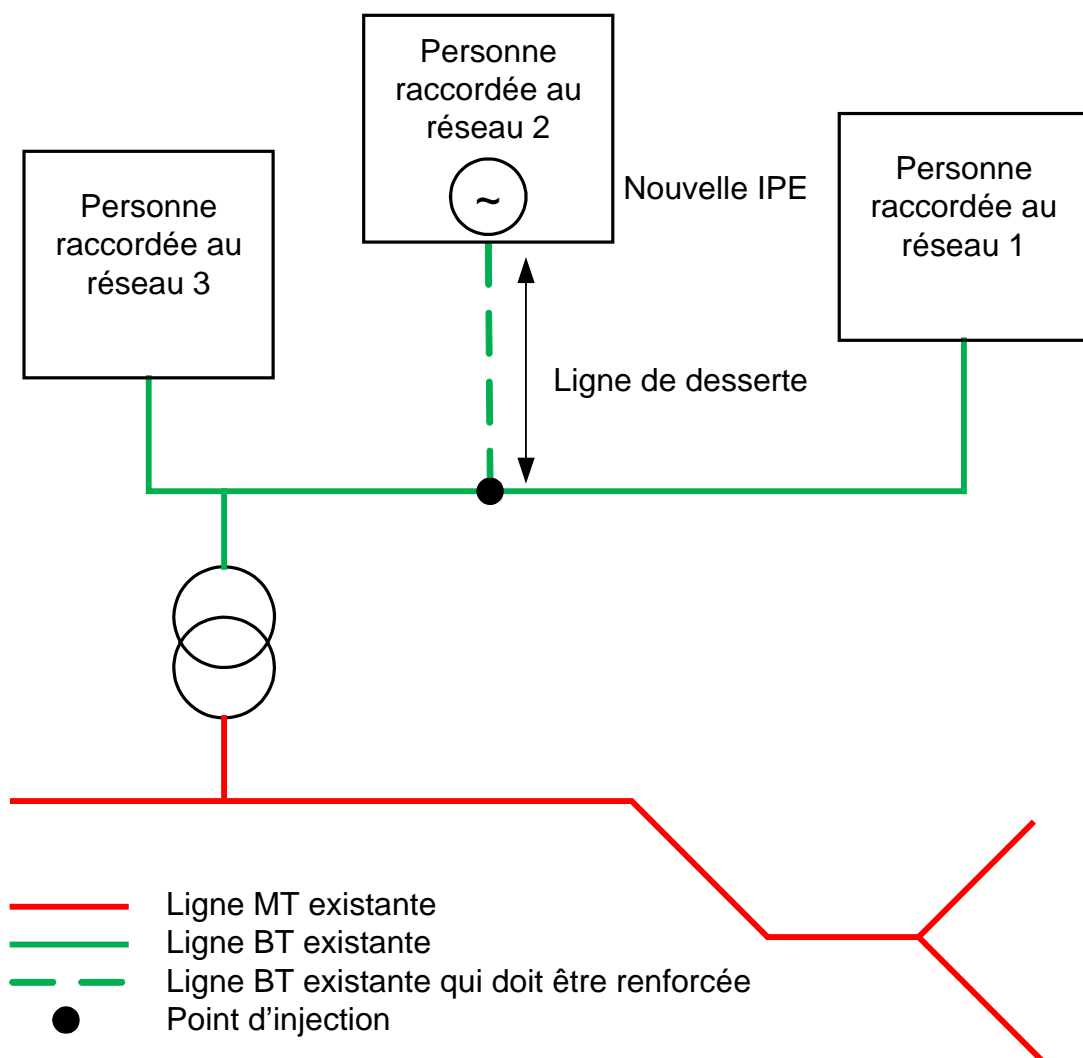 Personne
raccordée au
réseau 2
~
Nouvelle IPE
Personne
raccordée au
réseau 1
Personne
raccordée au
réseau 3
Ligne de desserte
Ligne MT existante
Ligne BT existante
Ligne BT existante qui doit être renforcée
Point d'injection